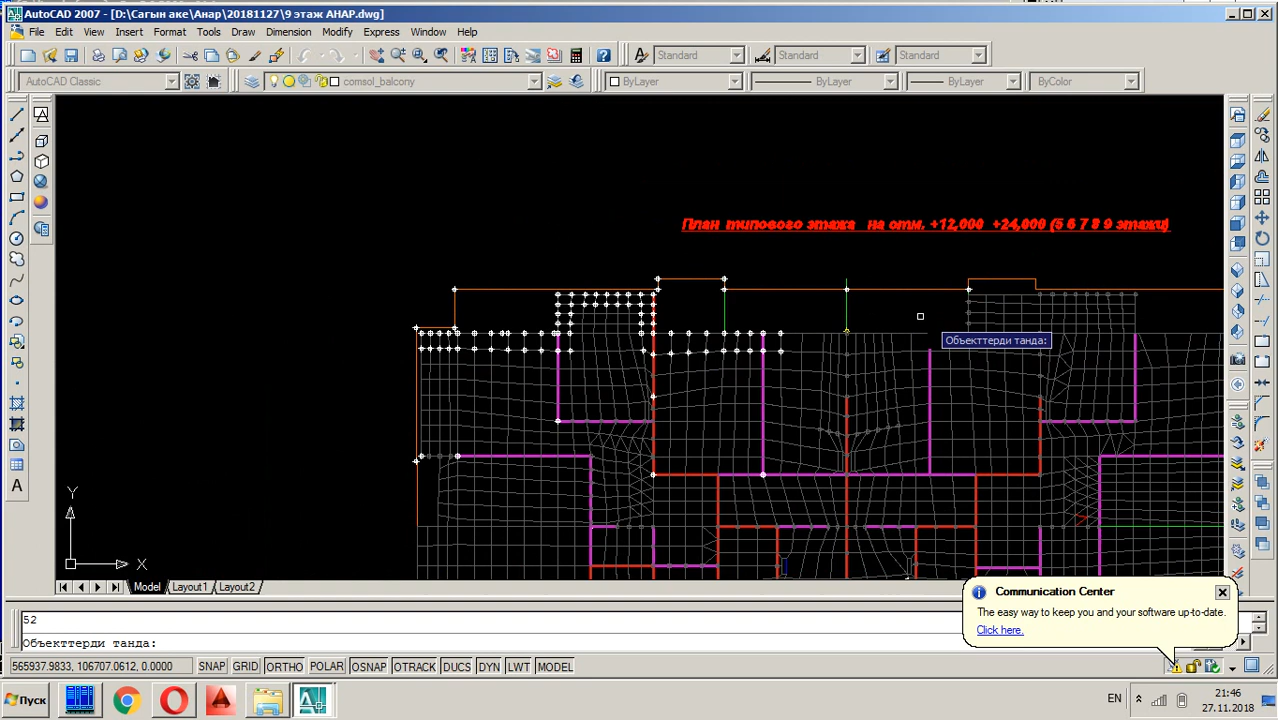 AutoCAD 2007 - [D:\Сагын аке\Анар\20181127\9 этаж АНАР.dwg]
File Edit View Insert Format Tools Draw Dimension Modify Express Window Help
Standard Standard Standard
AutoCAD Classic comsol_balcony ByLayer ByLayer ByLayer ByColor
План типового этажа на отм. +12,000 +24,000 (5 6 7 8 9 этажи)
Объекттерди танда:
Y
X
Model Layout1 Layout2
Communication Center
The easy way to keep you and your software up-to-date.
Click here.
52
Объекттерди танда:
565937.9833, 106707.0612, 0.0000 SNAP GRID ORTHO POLAR OSNAP OTRACK DUCS DYN LWT MODEL
Пуск EN 21:46
27.11.2018